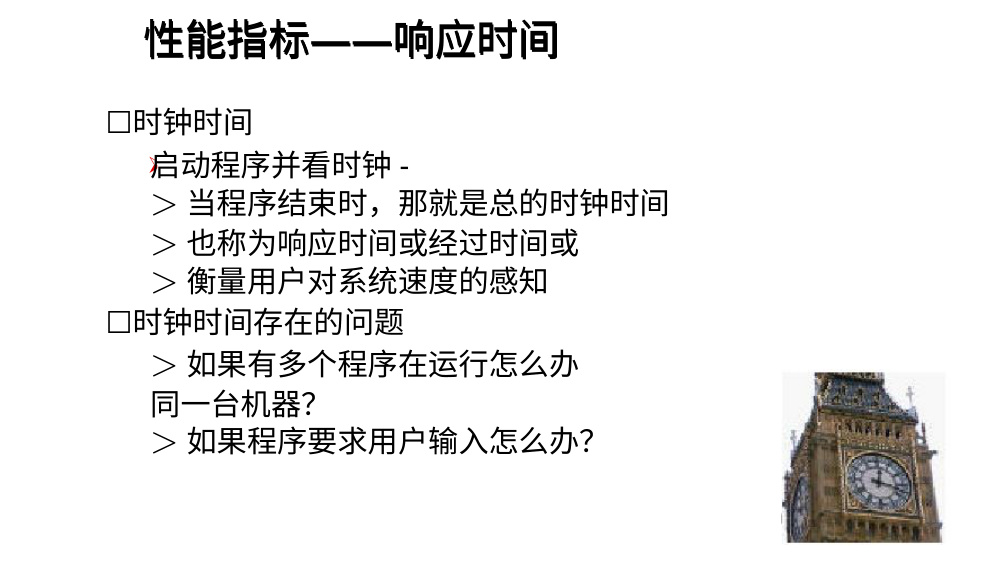 性能指标——响应时间
□时钟时间
启动程序并看时钟 -
> 当程序结束时，那就是总的时钟时间
> 也称为响应时间或经过时间或
> 衡量用户对系统速度的感知
□时钟时间存在的问题
> 如果有多个程序在运行怎么办
同一台机器？
> 如果程序要求用户输入怎么办？